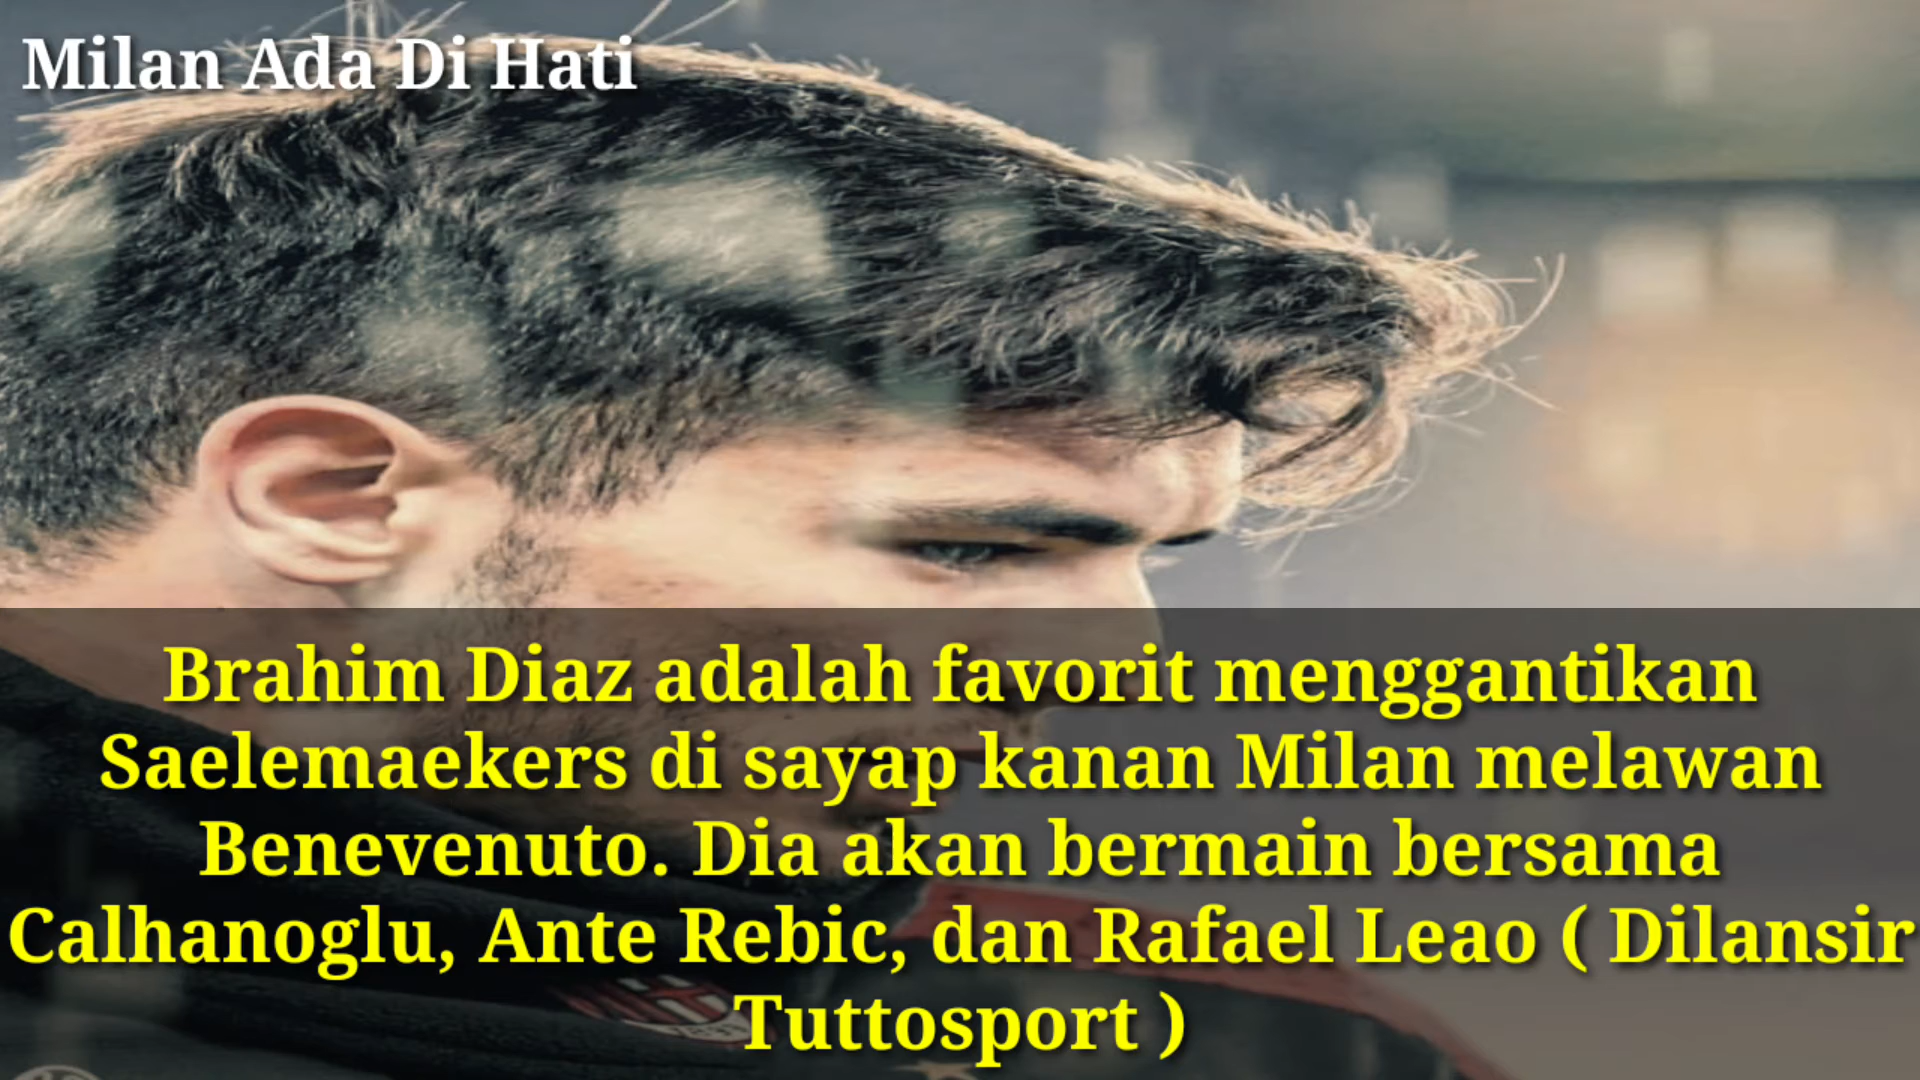 Milan Ada Di Hati
Brahim Diaz adalah favorit menggantikan
Saelemaekers di sayap kanan Milan melawan
Benevenuto. Dia akan bermain bersama
Calhanoglu, Ante Rebic, dan Rafael Leao ( Dilansir
Tuttosport )